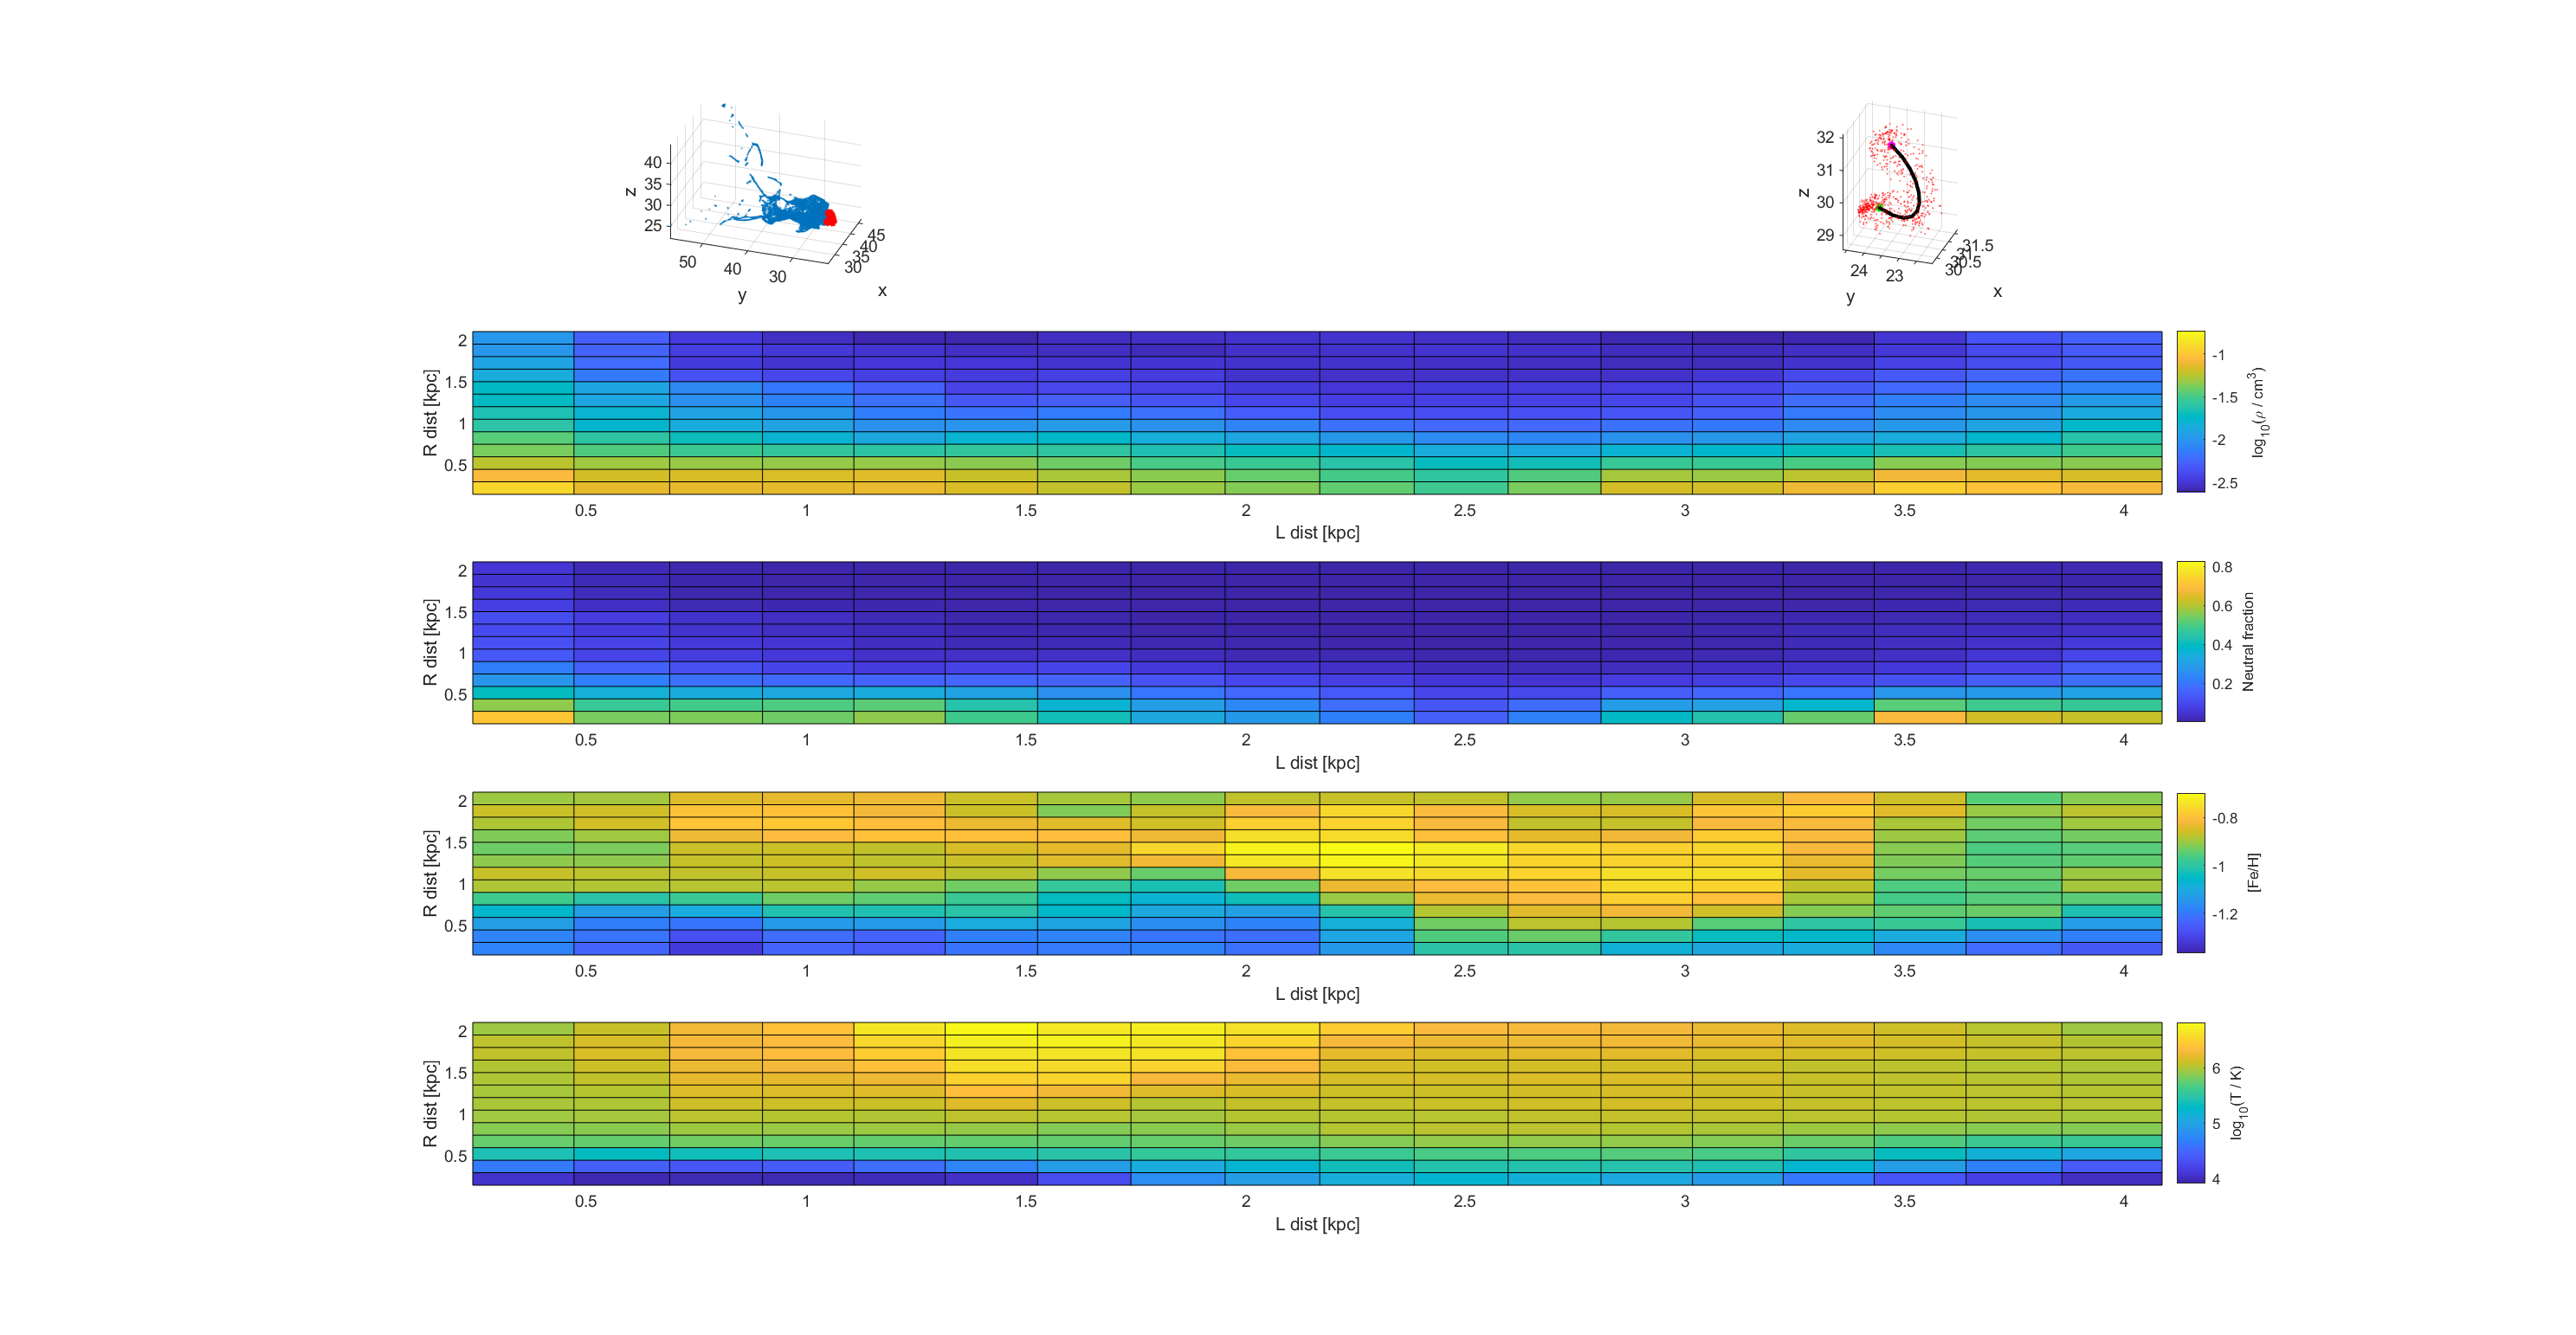 40
35
30
25
z
50
40
30
y
45
40
35
30
x
32
31
30
29
z
24
23
y
31.5
31
30.5
30
x
2
1.5
1
0.5
R dist [kpc]
0.5 1 1.5 2 2.5 3 3.5 4
L dist [kpc]
-1
-1.5
-2
-2.5
log10(ρ / cm3)
2
1.5
1
0.5
R dist [kpc]
0.5 1 1.5 2 2.5 3 3.5 4
L dist [kpc]
0.8
0.6
0.4
0.2
Neutral fraction
2
1.5
1
0.5
R dist [kpc]
0.5 1 1.5 2 2.5 3 3.5 4
L dist [kpc]
-0.8
-1
-1.2
[Fe/H]
2
1.5
1
0.5
R dist [kpc]
0.5 1 1.5 2 2.5 3 3.5 4
L dist [kpc]
6
5
4
log10(T / K)